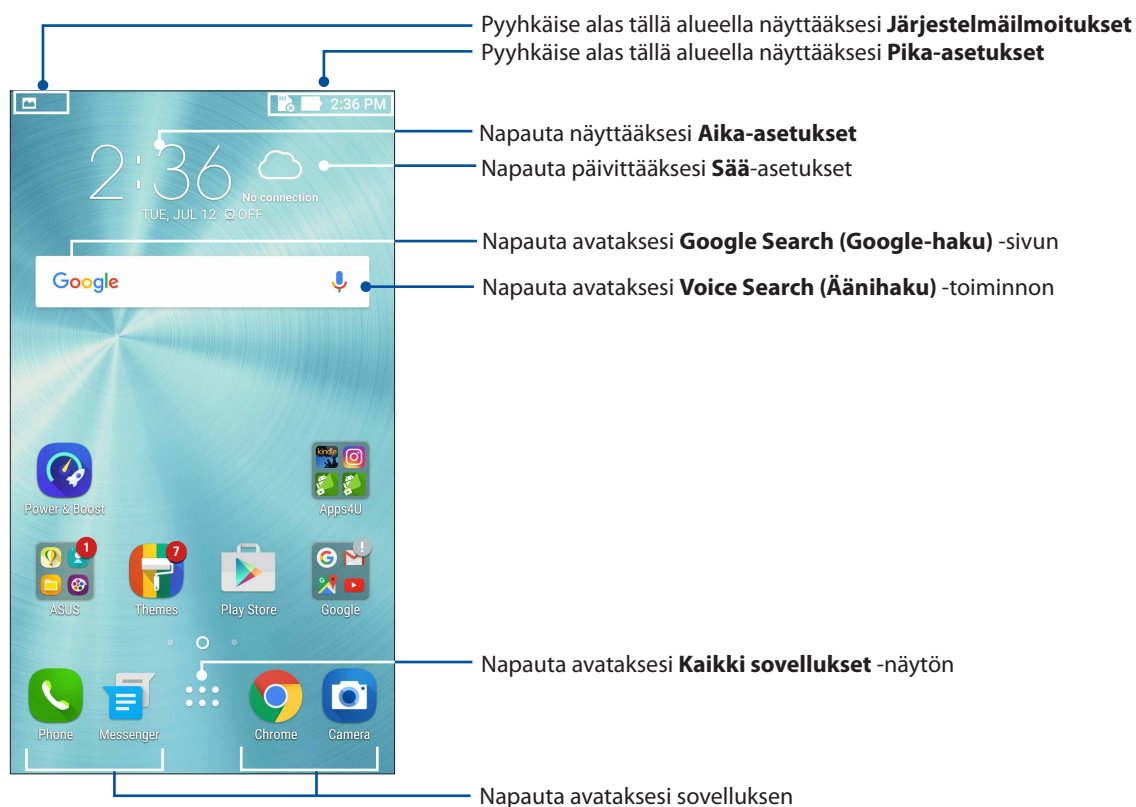 Pyyhkäise alas tällä alueella näyttääksesi Järjestelmäilmoitukset
Pyyhkäise alas tällä alueella näyttääksesi Pika-asetukset
2:36 PM
Napauta näyttääksesi Aika-asetukset
2:36
Napauta päivittääksesi Sää-asetukset
No connection
TUE, JUL 12 OFF
Napauta avataksesi Google Search (Google-haku) -sivun
Google
Napauta avataksesi Voice Search (Äänihaku) -toiminnon
kindle
Power & Boost
Apps4U
1
7
G
!
ASUS
Themes
Play Store
Google
Napauta avataksesi Kaikki sovellukset -näytön
Phone
Messenger
Chrome
Camera
Napauta avataksesi sovelluksen